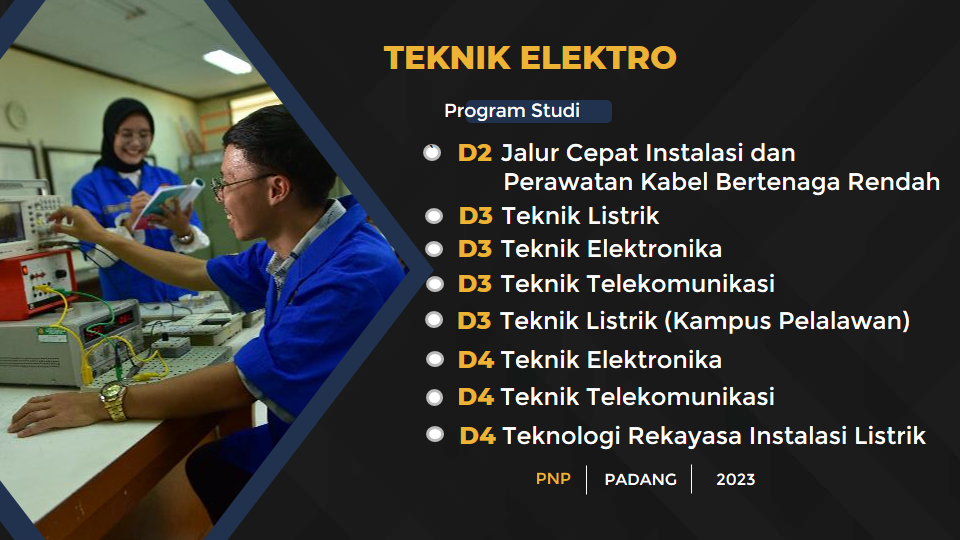 TEKNIK ELEKTRO
Program Studi
D2 Jalur Cepat Instalasi dan
Perawatan Kabel Bertenaga Rendah
D3 Teknik Listrik
D3 Teknik Elektronika
D3 Teknik Telekomunikasi
D3 Teknik Listrik (Kampus Pelalawan)
D4 Teknik Elektronika
D4 Teknik Telekomunikasi
D4 Teknologi Rekayasa Instalasi Listrik
PNP PADANG 2023